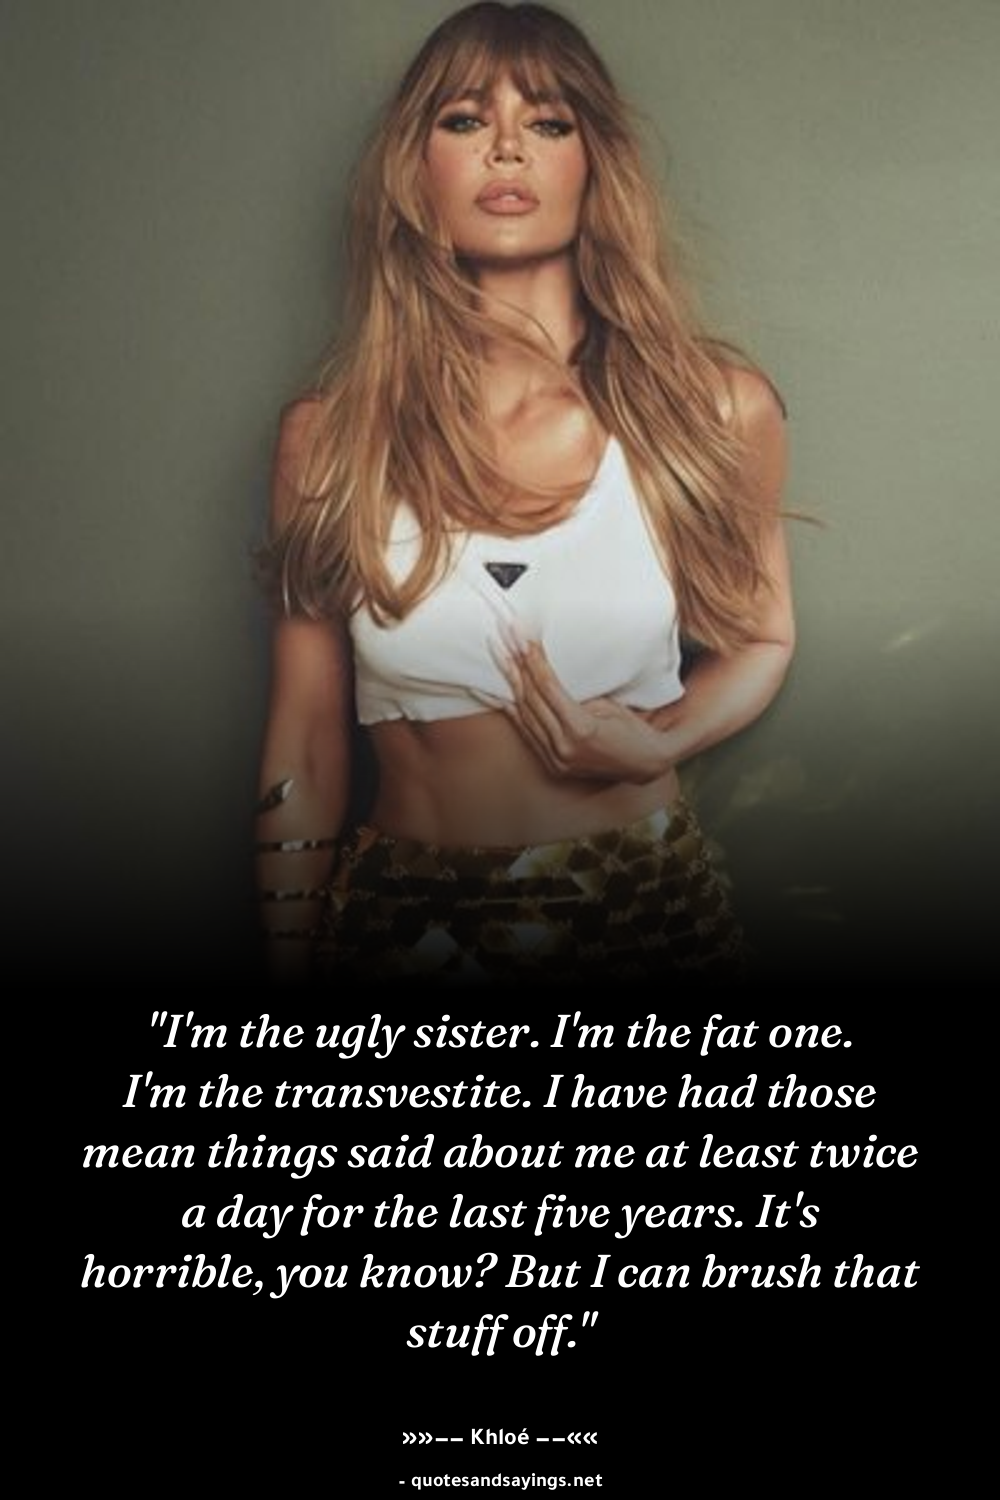 "I'm the ugly sister. I'm the fat one.
I'm the transvestite. I have had those
mean things said about me at least twice
a day for the last five years. It's
horrible, you know? But I can brush that
stuff off."
»»–– Khloé ––««
- quotesandsayings.net